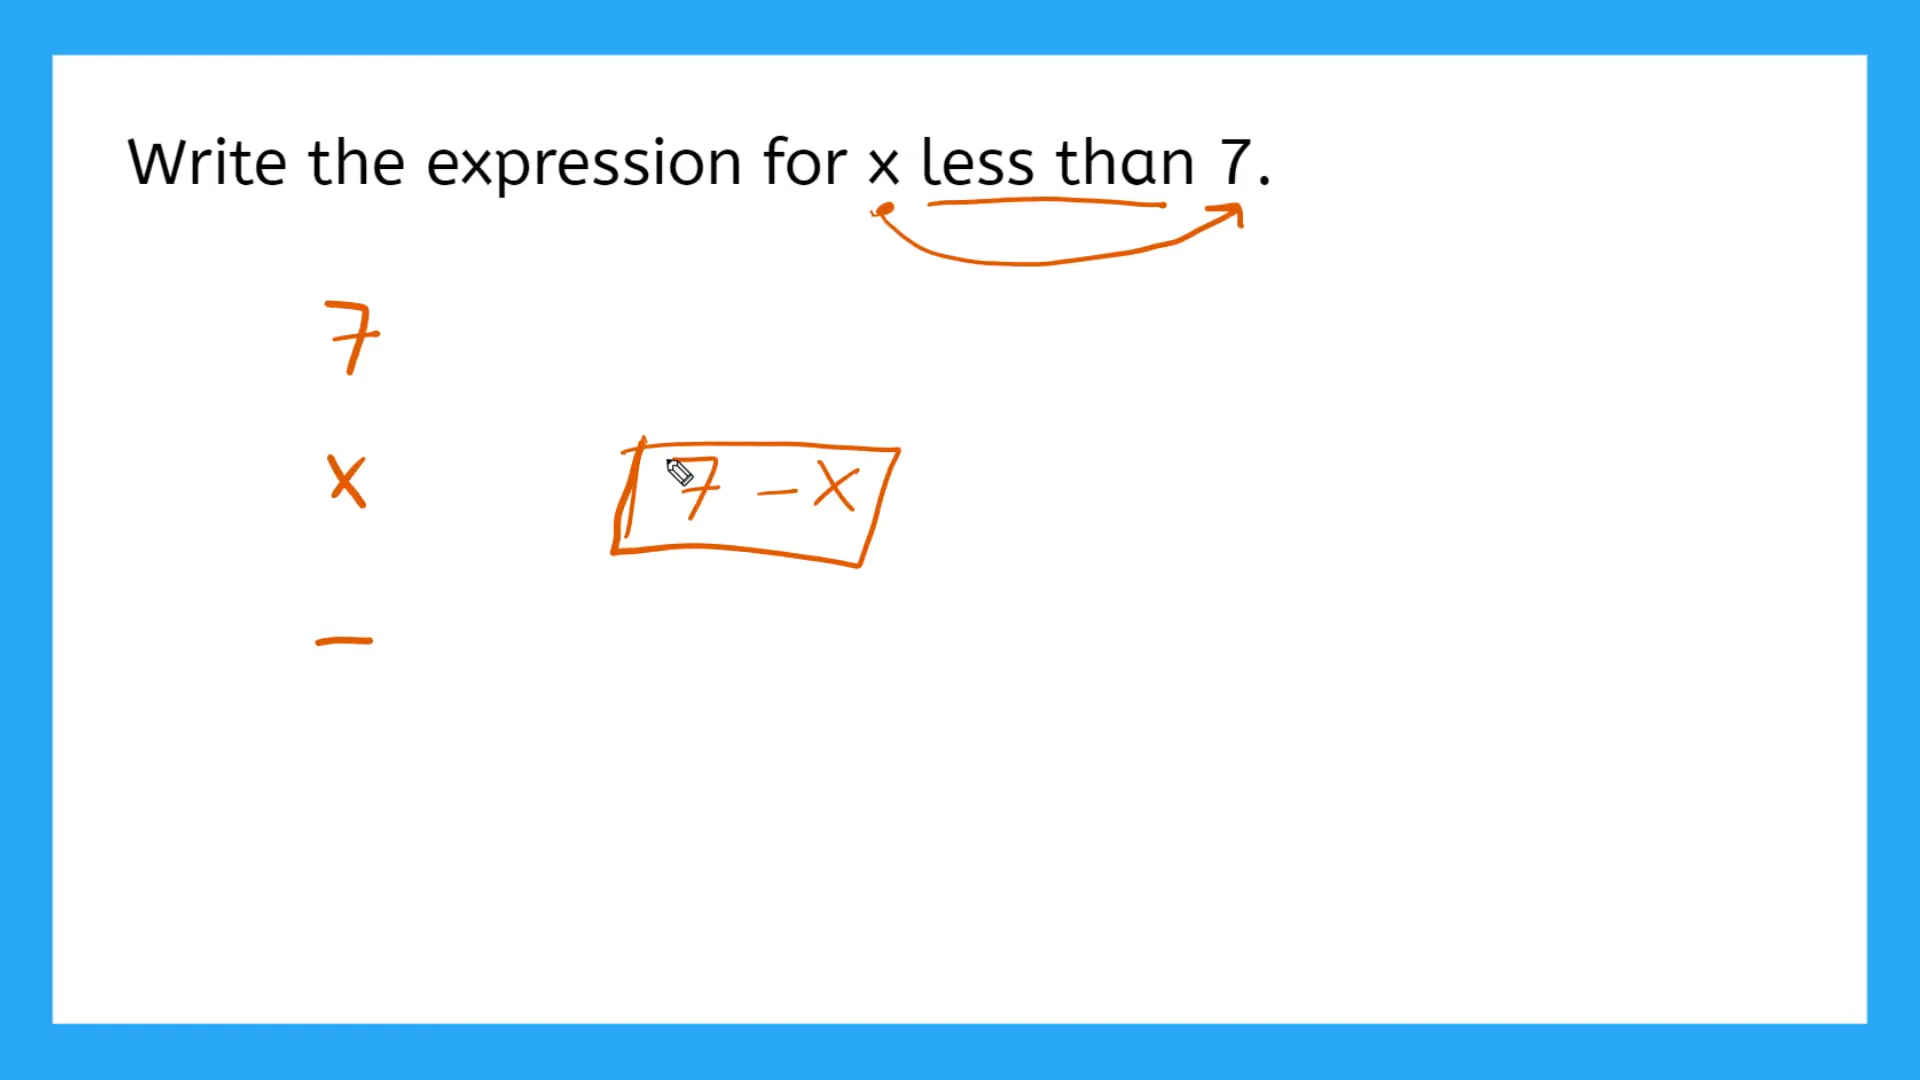 Write the expression for x less than 7.
7
x
7 - x
-